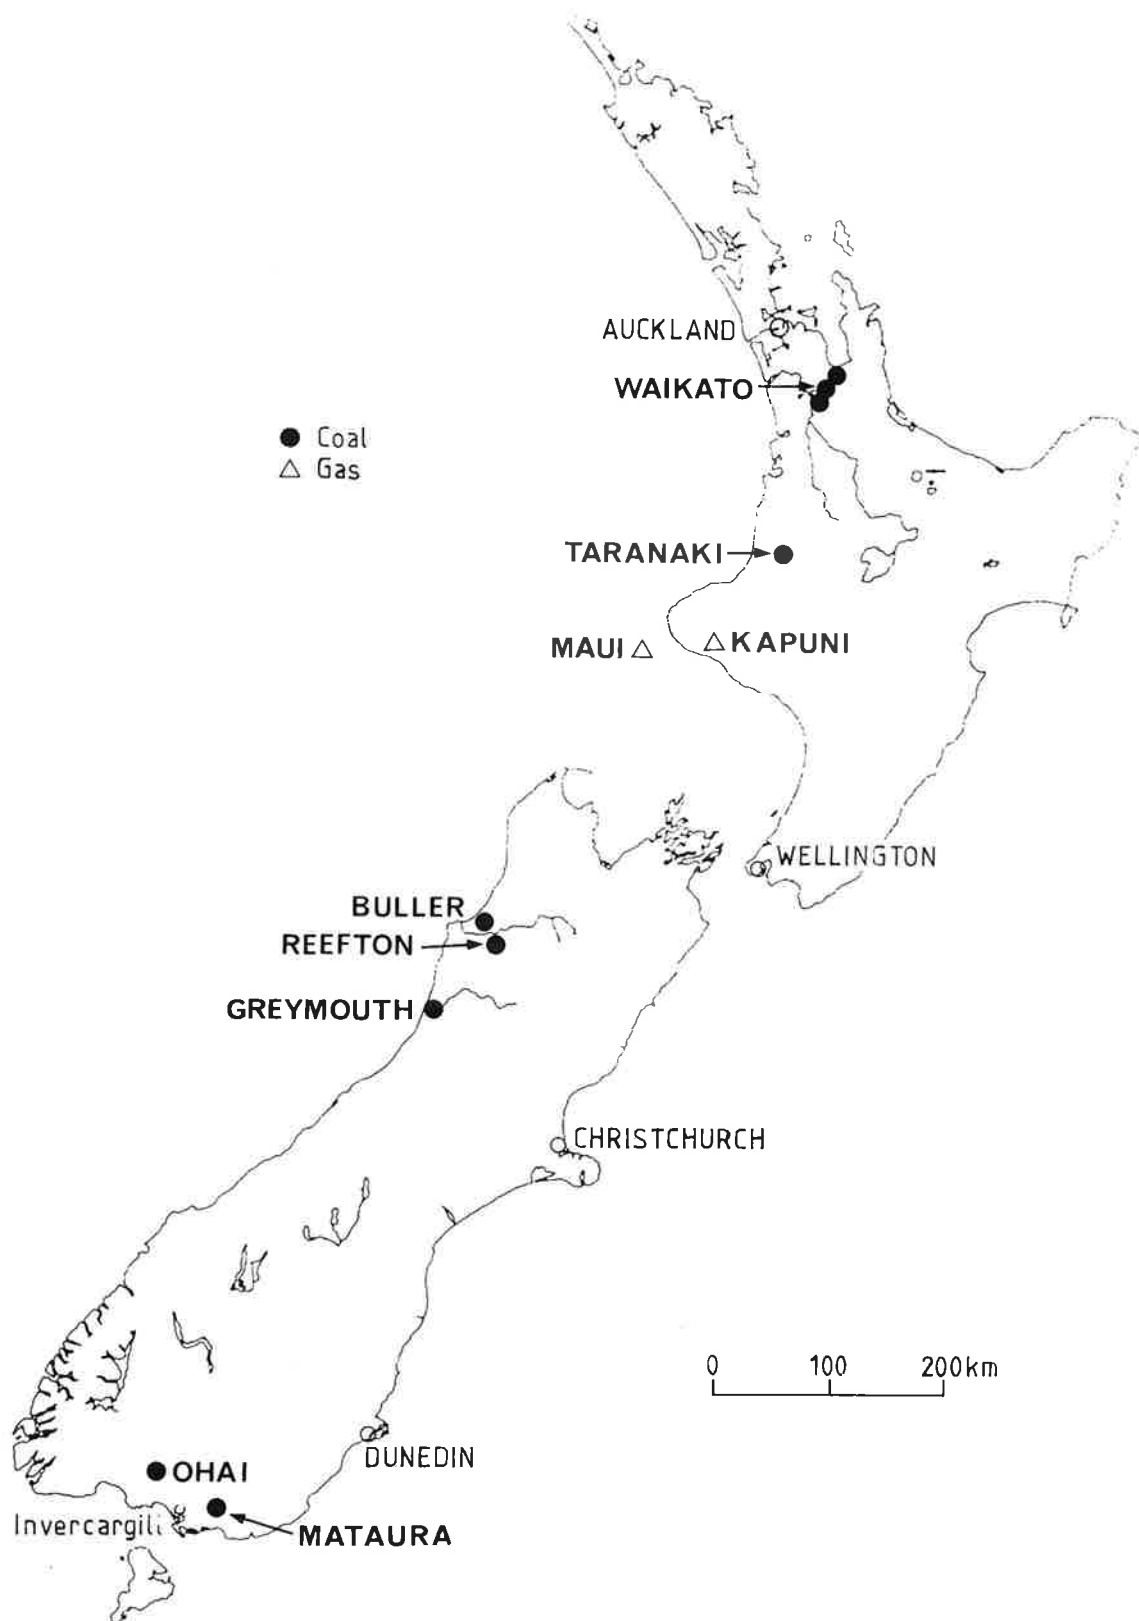 AUCKLAND
WAIKATO
Coal
Gas
TARANAKI
MAUI
KAPUNI
WELLINGTON
BULLER
REEFTON
GREYMOUTH
CHRISTCHURCH
0 100 200km
DUNEDIN
OHAI
Invercargill
MATAURA